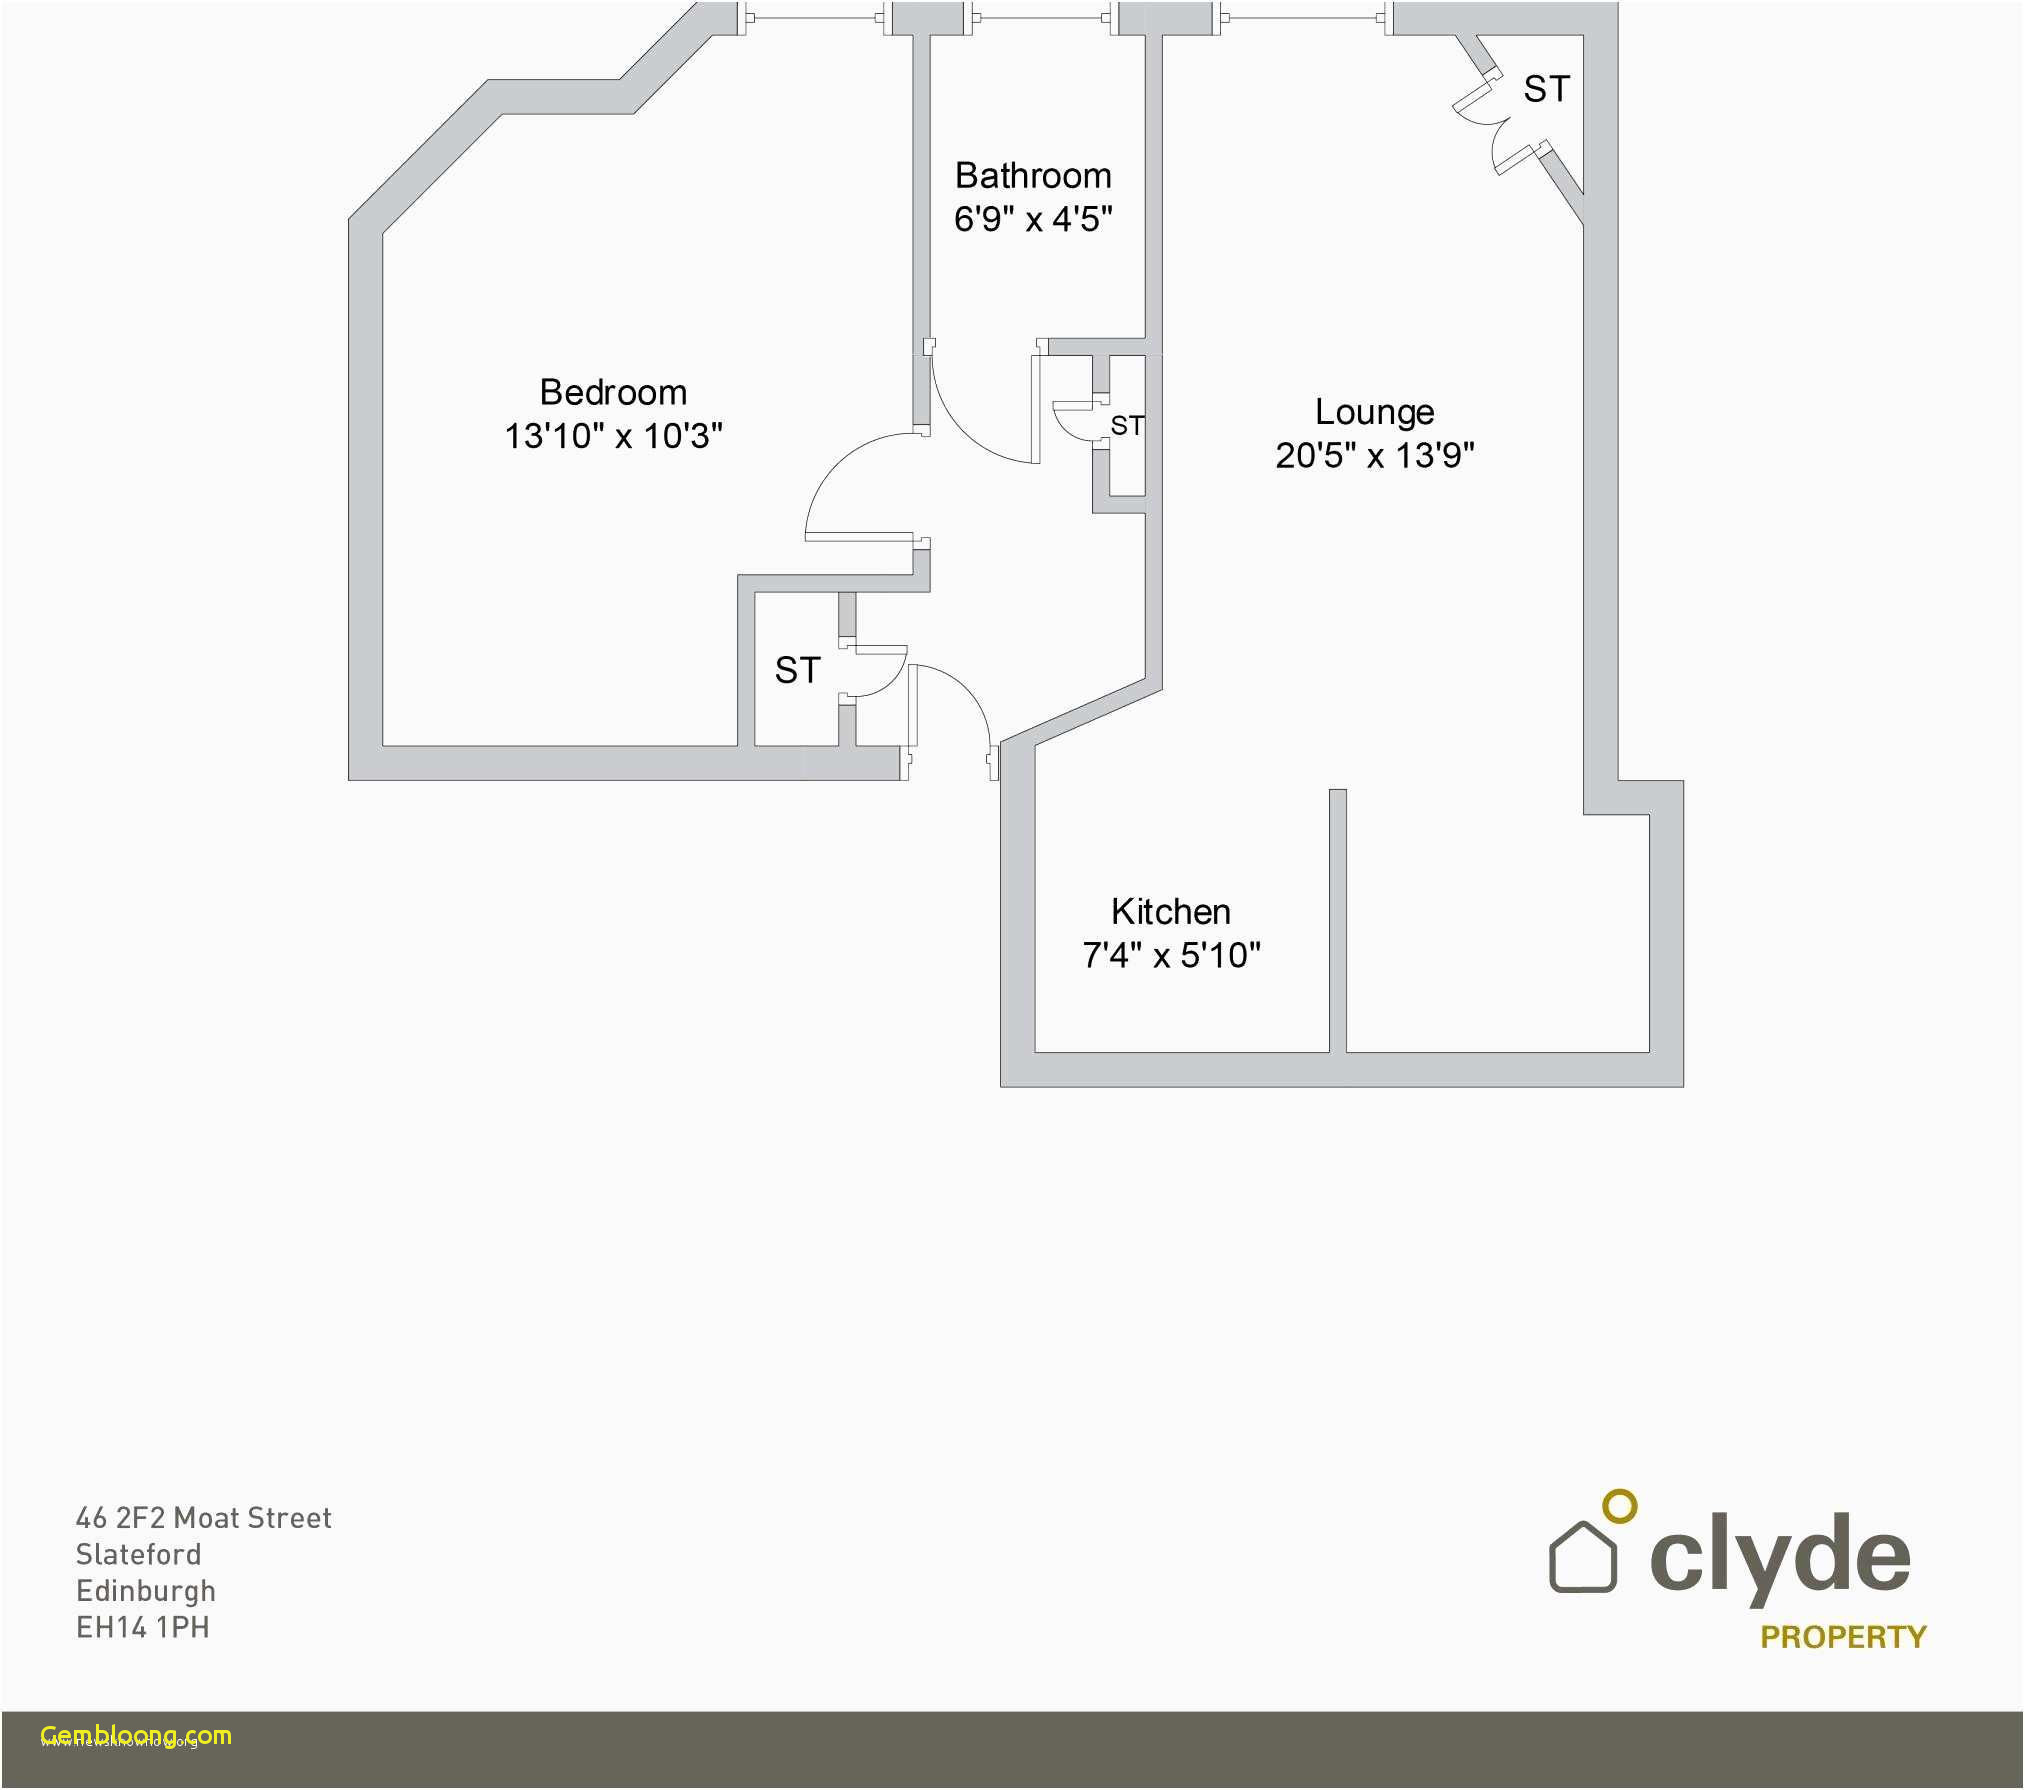 ST
Bathroom
6'9" x 4'5"
Bedroom
13'10" x 10'3"
ST
Lounge
20'5" x 13'9"
ST
Kitchen
7'4" x 5'10"
46 2F2 Moat Street
Slateford
Edinburgh
EH14 1PH
clyde
PROPERTY
Gembloong.com